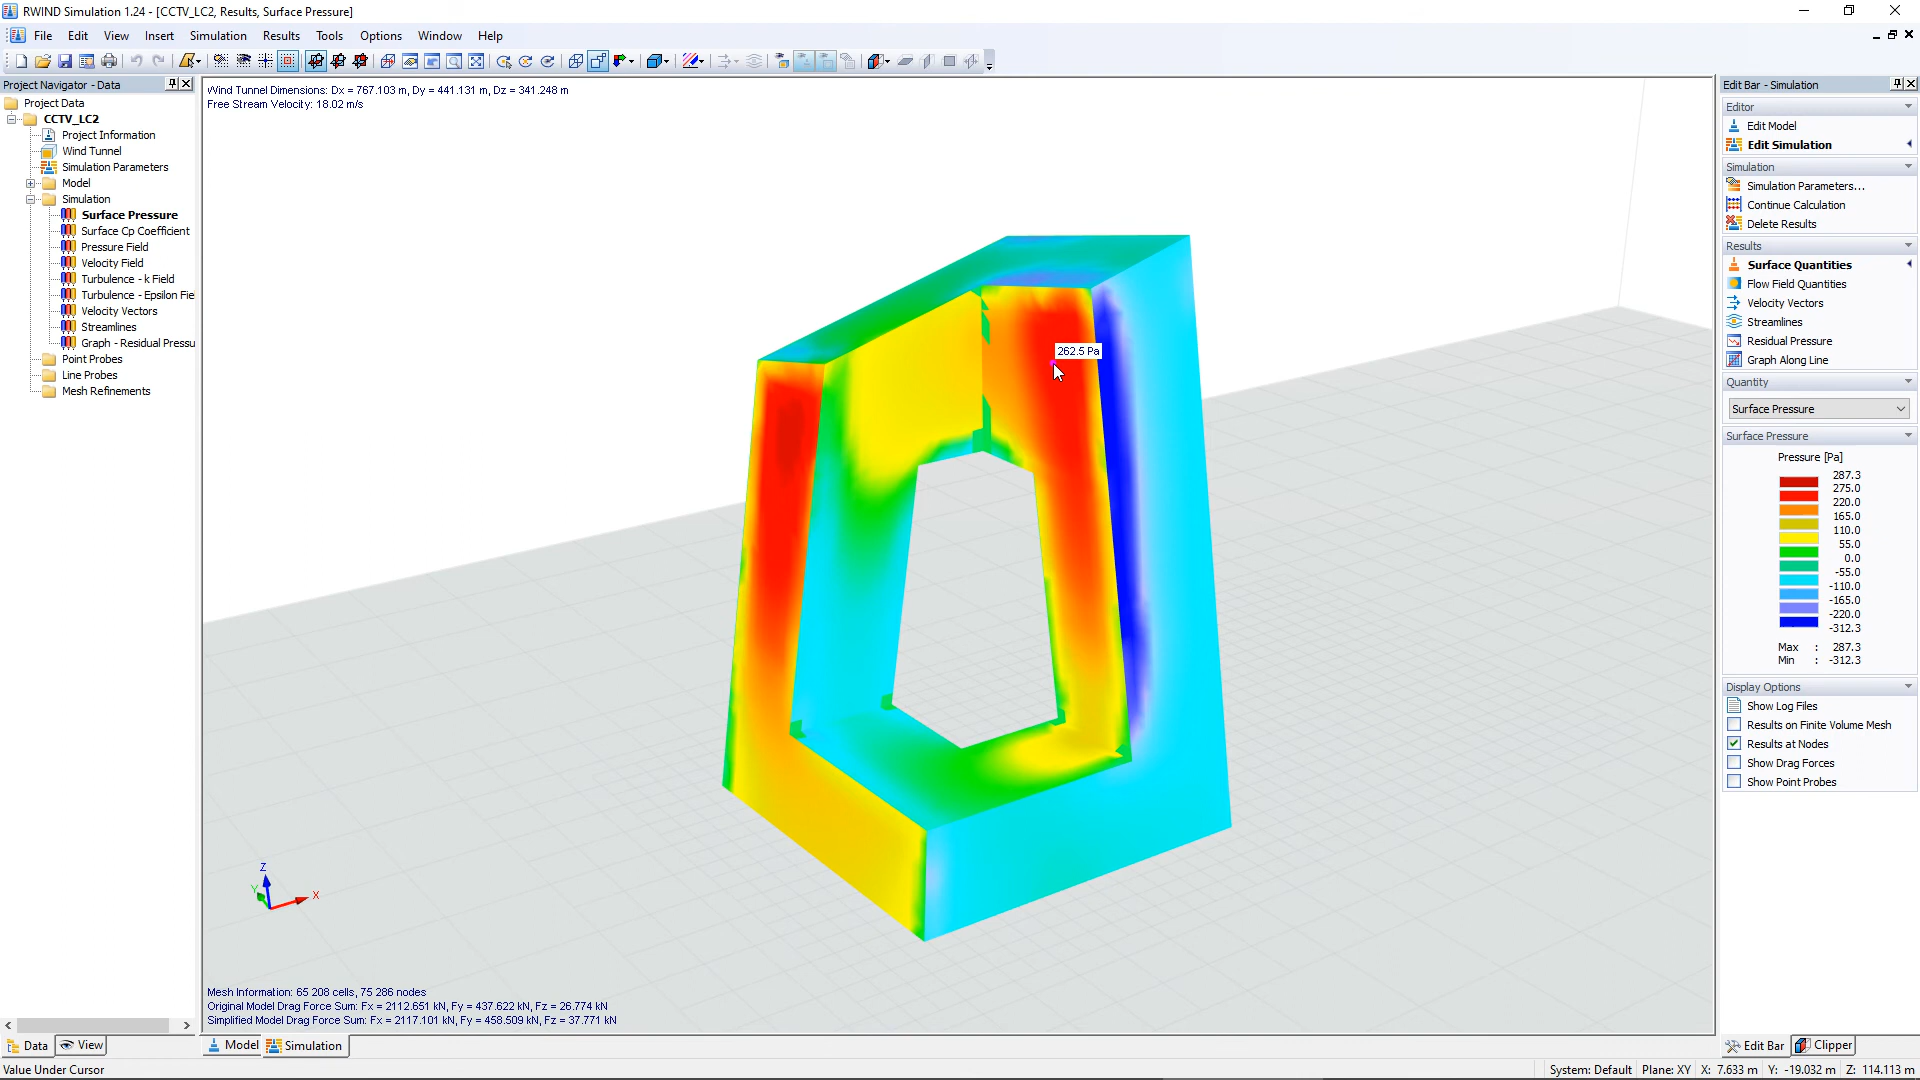 RWIND Simulation 1.24 - [CCTV_LC2, Results, Surface Pressure]
File Edit View Insert Simulation Results Tools Options Window Help
Project Navigator - Data
Project Data
CCTV_LC2
Project Information
Wind Tunnel
Simulation Parameters
Model
Simulation
Surface Pressure
Surface Cp Coefficient
Pressure Field
Velocity Field
Turbulence - k Field
Turbulence - Epsilon Fie
Velocity Vectors
Streamlines
Graph - Residual Pressu
Point Probes
Line Probes
Mesh Refinements
Data View
Wind Tunnel Dimensions: Dx = 767.103 m, Dy = 441.131 m, Dz = 341.248 m
Free Stream Velocity: 18.02 m/s
262.5 Pa
Z
Y
X
Mesh Information: 65 208 cells, 75 286 nodes
Original Model Drag Force Sum: Fx = 2112.651 kN, Fy = 437.622 kN, Fz = 26.774 kN
Simplified Model Drag Force Sum: Fx = 2117.101 kN, Fy = 458.509 kN, Fz = 37.771 kN
Model Simulation
Edit Bar - Simulation
Editor
Edit Model
Edit Simulation
Simulation
Simulation Parameters...
Continue Calculation
Delete Results
Results
Surface Quantities
Flow Field Quantities
Velocity Vectors
Streamlines
Residual Pressure
Graph Along Line
Quantity
Surface Pressure
Surface Pressure
Pressure [Pa]
287.3
275.0
220.0
165.0
110.0
55.0
0.0
-55.0
-110.0
-165.0
-220.0
-312.3
Max : 287.3
Min : -312.3
Display Options
Show Log Files
Results on Finite Volume Mesh
Results at Nodes
Show Drag Forces
Show Point Probes
Edit Bar Clipper
Value Under Cursor
System: Default Plane: XY X: 7.633 m Y: -19.032 m Z: 114.113 m